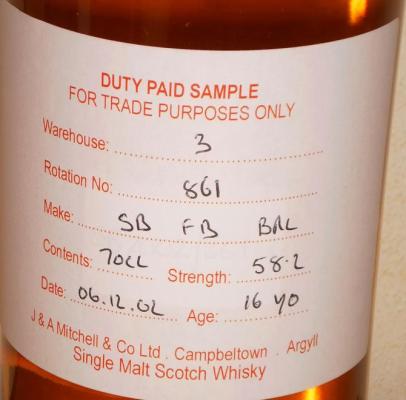 DUTY PAID SAMPLE
FOR TRADE PURPOSES ONLY
Warehouse: 3
Rotation No: 861
Make: SB FB BRL
Contents: 70CL Strength: 58.2
Date: 06.12.02 Age: 16 YO
J & A Mitchell & Co Ltd . Campbeltown . Argyll
Single Malt Scotch Whisky